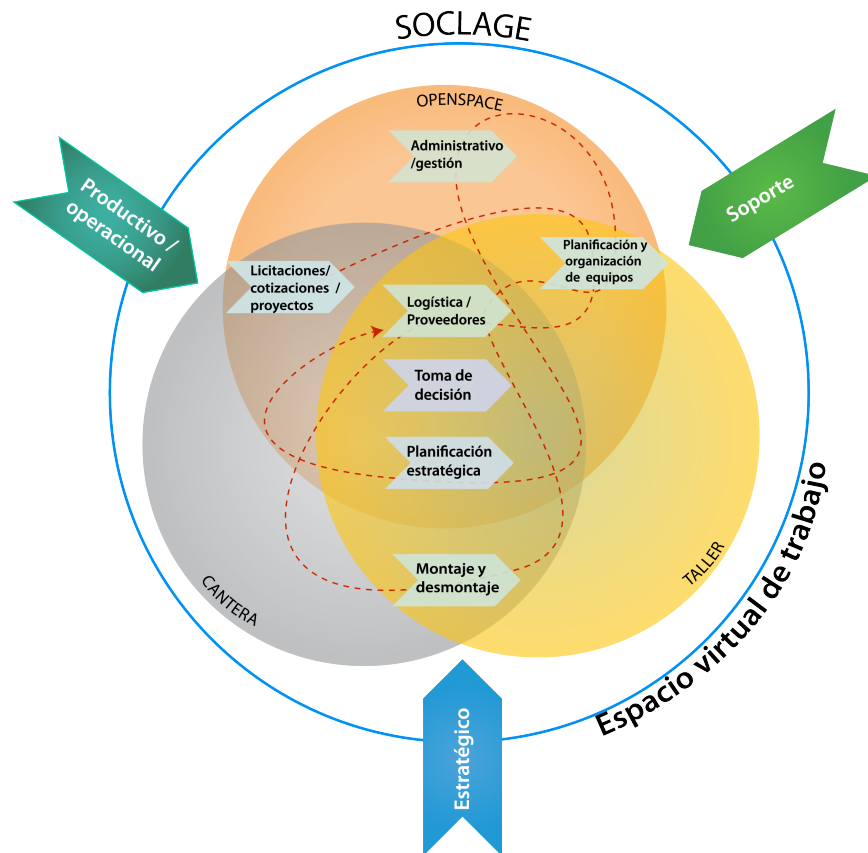 SOCLAGE
OPENSPACE
Administrativo
/gestión
Productivo /
operacional
Soporte
Planificación y
organización
de equipos
Licitaciones/
cotizaciones /
proyectos
Logística /
Proveedores
Toma de
decisión
Planificación
estratégica
Montaje y
desmontaje
CANTERA
TALLER
Espacio virtual de trabajo
Estratégico